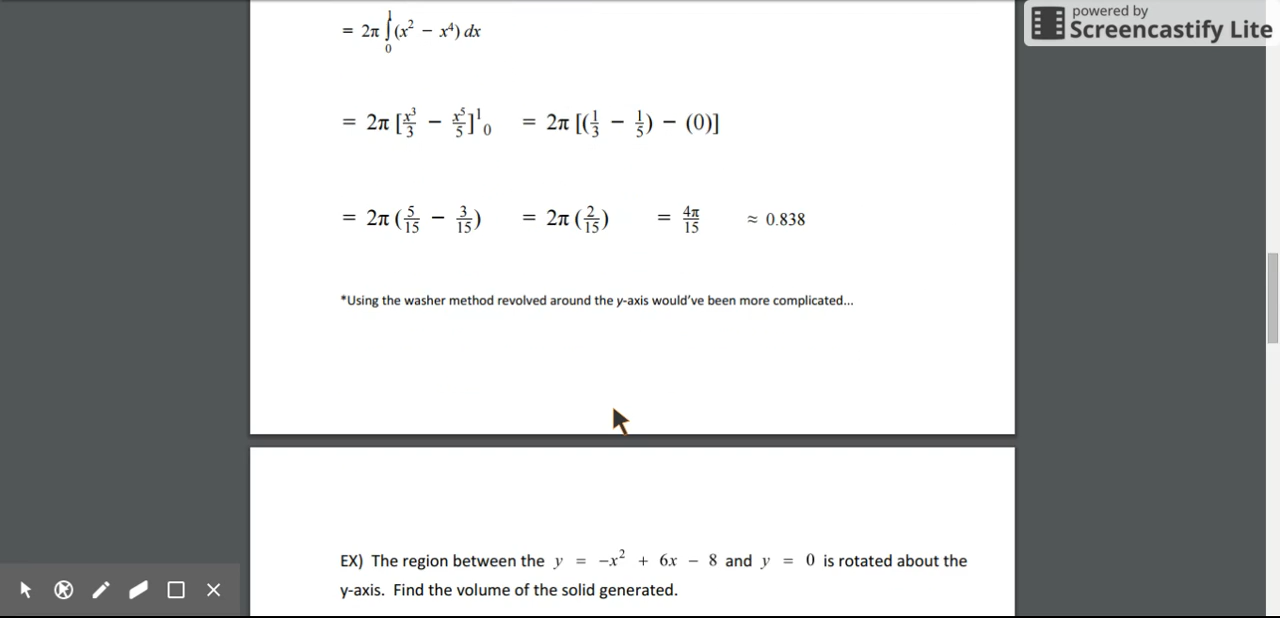 powered by
Screencastify Lite
= 2π ∫₀¹ (x² − x⁴) dx
= 2π [x³/3 − x⁵/5]¹₀ = 2π [(1/3 − 1/5) − (0)]
= 2π (5/15 − 3/15) = 2π (2/15) = 4π/15 ≈ 0.838
*Using the washer method revolved around the y-axis would've been more complicated...
EX) The region between the y = −x² + 6x − 8 and y = 0 is rotated about the
y-axis. Find the volume of the solid generated.